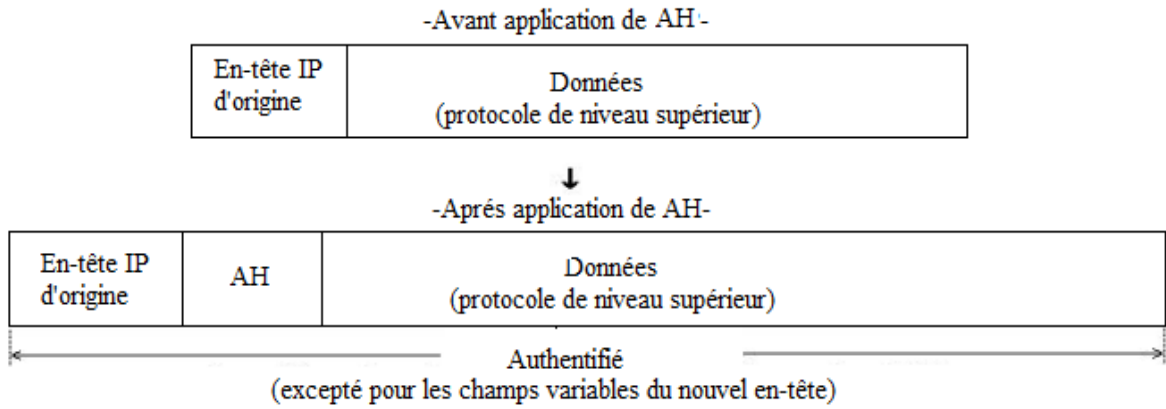 -Avant application de AH-
En-tête IP
d'origine
Données
(protocole de niveau supérieur)
-Aprés application de AH-
En-tête IP
d'origine
AH
Données
(protocole de niveau supérieur)
Authentifié
(excepté pour les champs variables du nouvel en-tête)